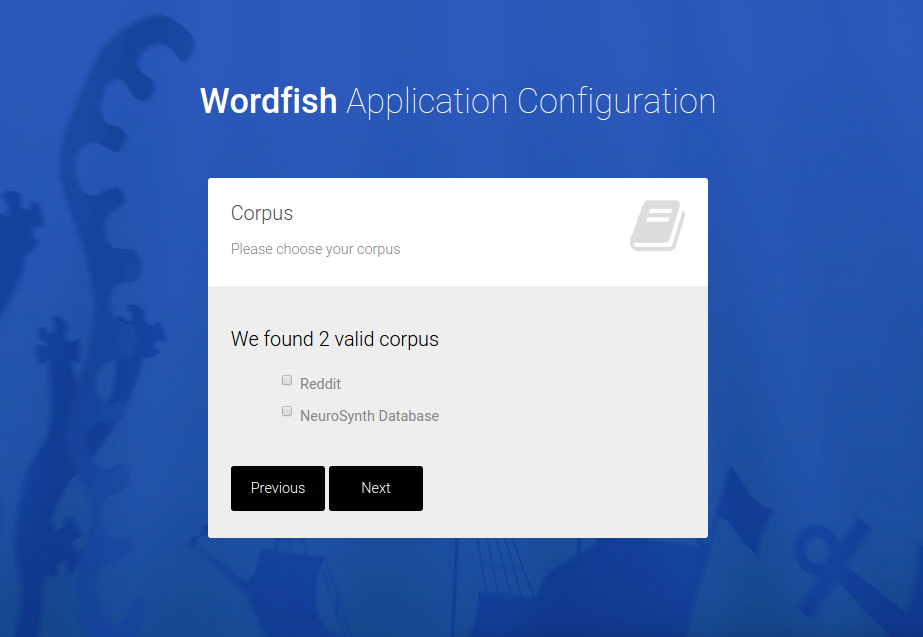 Wordfish Application Configuration
Corpus
Please choose your corpus
We found 2 valid corpus
Reddit
NeuroSynth Database
Previous Next